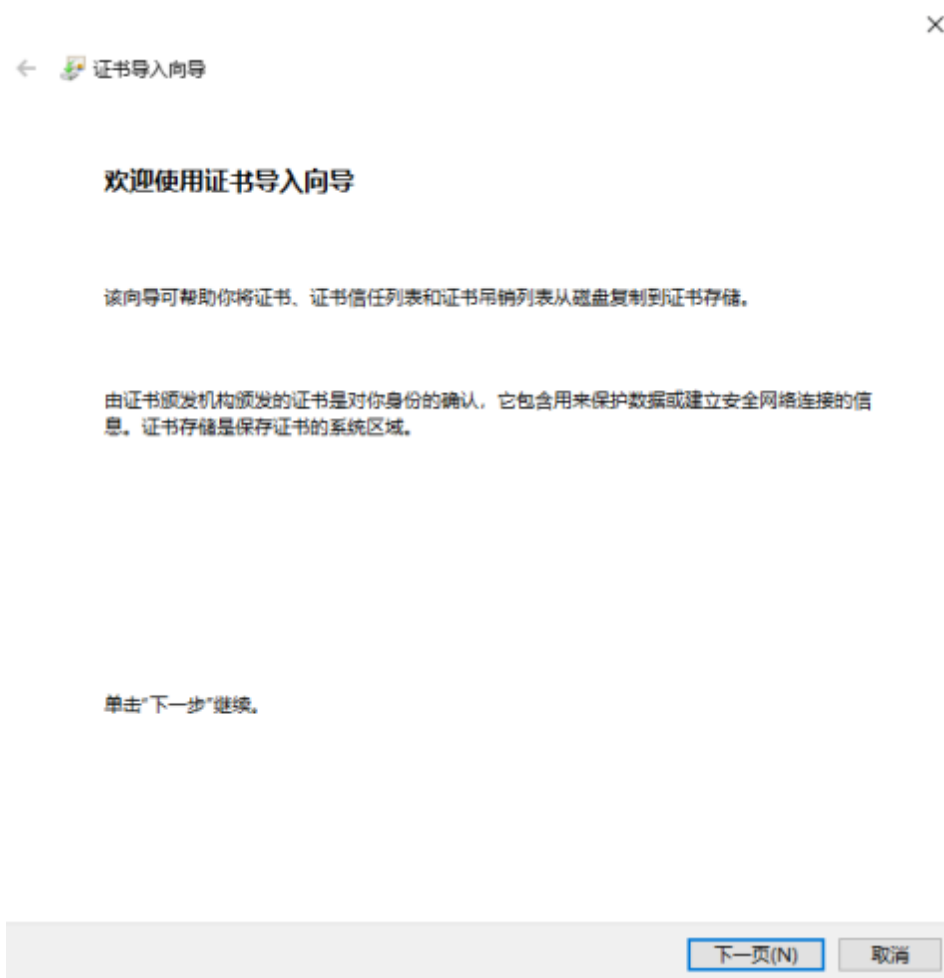 证书导入向导
欢迎使用证书导入向导
该向导可帮助你将证书、证书信任列表和证书吊销列表从磁盘复制到证书存储。
由证书颁发机构颁发的证书是对你身份的确认，它包含用来保护数据或建立安全网络连接的信
息。证书存储是保存证书的系统区域。
单击"下一步"继续。
下一页(N)
取消